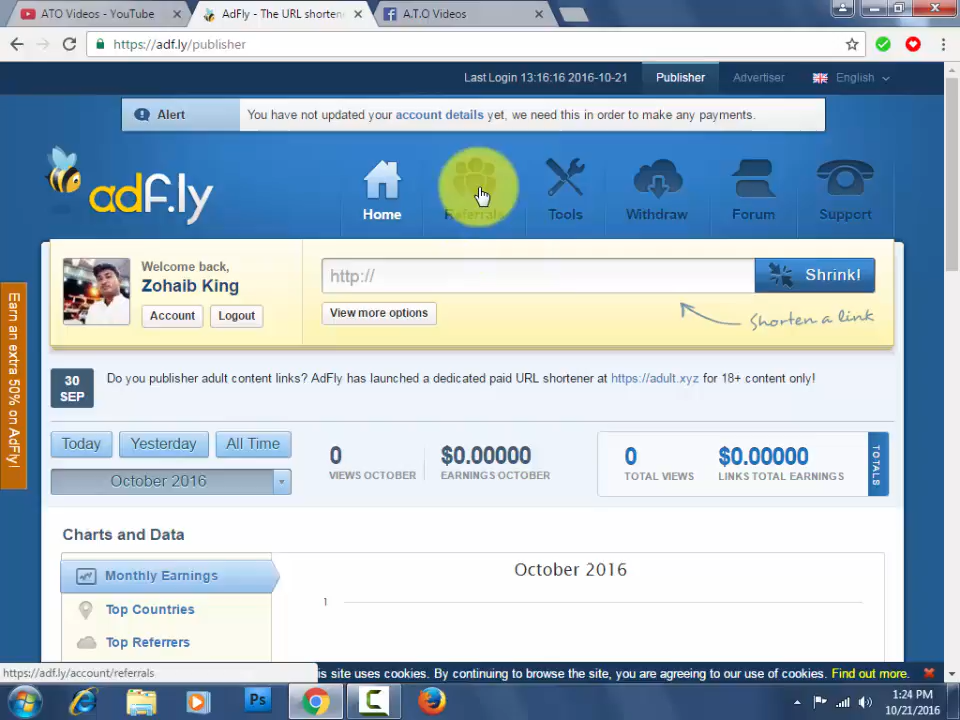 ATO Videos - YouTube
AdFly - The URL shorten
A.T.O Videos
https://adf.ly/publisher
Last Login 13:16:16 2016-10-21
Publisher
Advertiser
English
Alert
You have not updated your account details yet, we need this in order to make any payments.
adf.ly
Home
Referrals
Tools
Withdraw
Forum
Support
Welcome back,
Zohaib King
Account
Logout
http://
Shrink!
View more options
Shorten a link
Earn an extra 50% on AdFly!
30
SEP
Do you publisher adult content links? AdFly has launched a dedicated paid URL shortener at https://adult.xyz for 18+ content only!
Today
Yesterday
All Time
October 2016
0
VIEWS OCTOBER
$0.00000
EARNINGS OCTOBER
0
TOTAL VIEWS
$0.00000
LINKS TOTAL EARNINGS
TOTALS
Charts and Data
Monthly Earnings
Top Countries
Top Referrers
October 2016
1
https://adf.ly/account/referrals
is site uses cookies. By continuing to browse the site, you are agreeing to our use of cookies. Find out more.
Ps
1:24 PM
10/21/2016